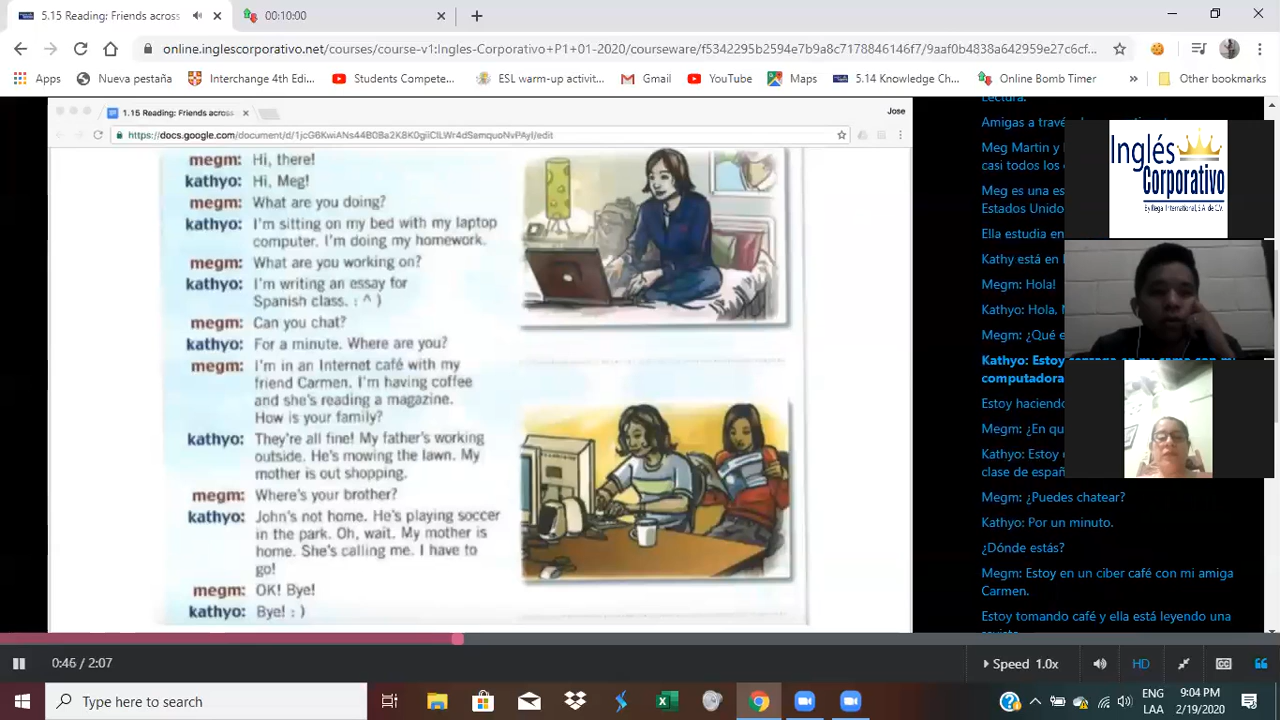 5.15 Reading: Friends across
00:10:00
online.inglescorporativo.net/courses/course-v1:Ingles-Corporativo+P1+01-2020/courseware/f5342295b2594e7b9a8c7178846146f7/9aaf0b4838a642959e27c6cf...
Apps
Nueva pestaña
Interchange 4th Edi...
Students Compete...
ESL warm-up activit...
Gmail
YouTube
Maps
5.14 Knowledge Ch...
Online Bomb Timer
»
Other bookmarks
1.15 Reading: Friends across
Jose
https://docs.google.com/document/d/1jcG6KwiANs44B0Ba2K8K0giiCILWr4dSamquoNvPAyI/edit
megm: Hi, there!
kathyo: Hi, Meg!
megm: What are you doing?
kathyo: I'm sitting on my bed with my laptop
computer. I'm doing my homework.
megm: What are you working on?
kathyo: I'm writing an essay for
Spanish class. : ^ )
megm: Can you chat?
kathyo: For a minute. Where are you?
megm: I'm in an Internet café with my
friend Carmen. I'm having coffee
and she's reading a magazine.
How is your family?
kathyo: They're all fine! My father's working
outside. He's mowing the lawn. My
mother is out shopping.
megm: Where's your brother?
kathyo: John's not home. He's playing soccer
in the park. Oh, wait. My mother is
home. She's calling me. I have to
go!
megm: OK! Bye!
kathyo: Bye! : )
Lectura.
Amigas a través
Meg Martin y
casi todos los
Meg es una es
Estados Unido
Ella estudia en
Kathy está en
Megm: Hola!
Kathyo: Hola,
Megm: ¿Qué e
Kathyo: Estoy
computadora
Estoy haciendo
Megm: ¿En qu
Kathyo: Estoy
clase de españ
Megm: ¿Puedes chatear?
Kathyo: Por un minuto.
¿Dónde estás?
Megm: Estoy en un ciber café con mi amiga
Carmen.
Estoy tomando café y ella está leyendo una
Inglés
Corporativo
0:46 / 2:07
Speed 1.0x
HD
Type here to search
ENG
LAA
9:04 PM
2/19/2020